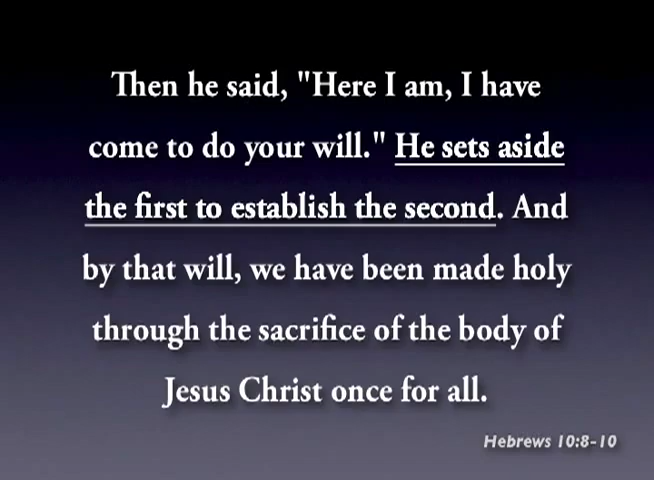 Then he said, "Here I am, I have
come to do your will." He sets aside
the first to establish the second. And
by that will, we have been made holy
through the sacrifice of the body of
Jesus Christ once for all.
Hebrews 10:8-10